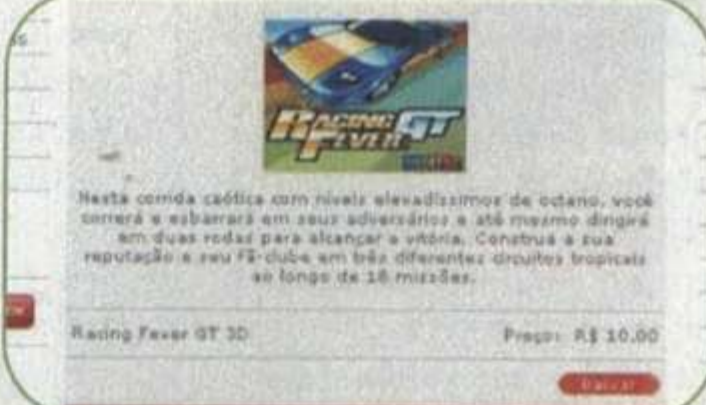 RACING
FEVER GT
Nesta corrida caótica com níveis elevadíssimos de octano, você
correrá e esbarrará em seus adversários e até mesmo dirigirá
em duas rodas para alcançar a vitória. Construa a sua
reputação e seu fã-clube em três diferentes circuitos tropicais
ao longo de 18 missões.
Racing Fever GT 3D
Preço: R$ 10.00
Baixar